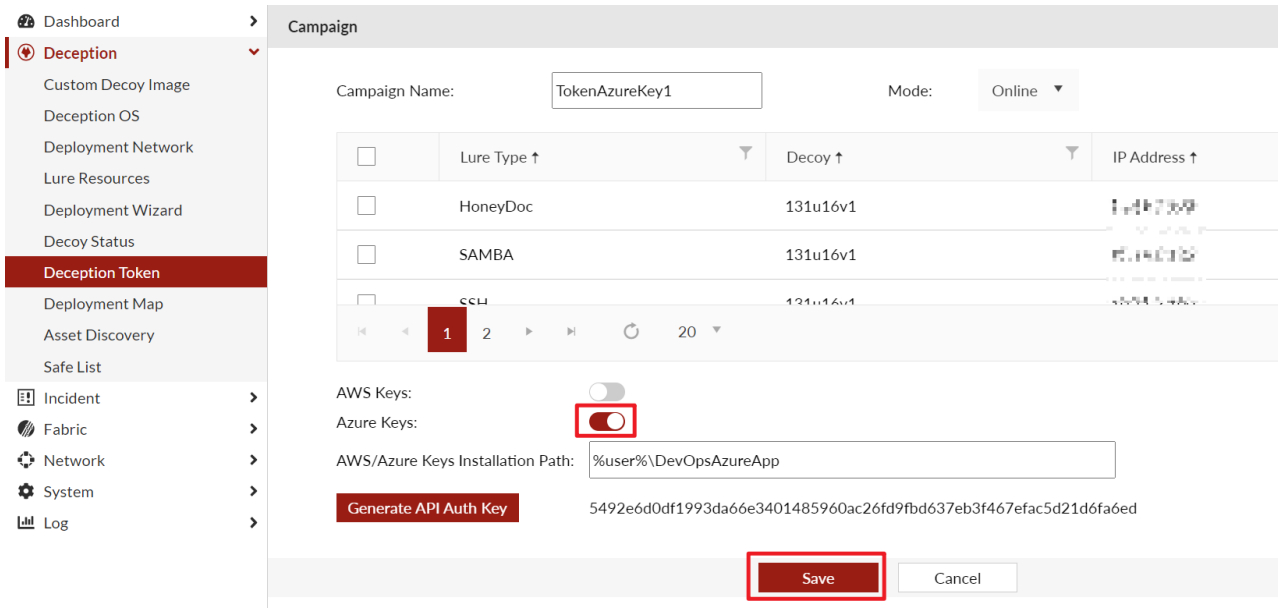 Dashboard
Deception
Custom Decoy Image
Deception OS
Deployment Network
Lure Resources
Deployment Wizard
Decoy Status
Deception Token
Deployment Map
Asset Discovery
Safe List
Incident
Fabric
Network
System
Log
Campaign
Campaign Name: TokenAzureKey1 Mode: Online
Lure Type Decoy IP Address
HoneyDoc 131u16v1
SAMBA 131u16v1
SSH 131u16v1
1 2 20
AWS Keys:
Azure Keys:
AWS/Azure Keys Installation Path: %user%\DevOpsAzureApp
Generate API Auth Key 5492e6d0df1993da66e3401485960ac26fd9fbd637eb3f467efac5d21d6fa6ed
Save Cancel